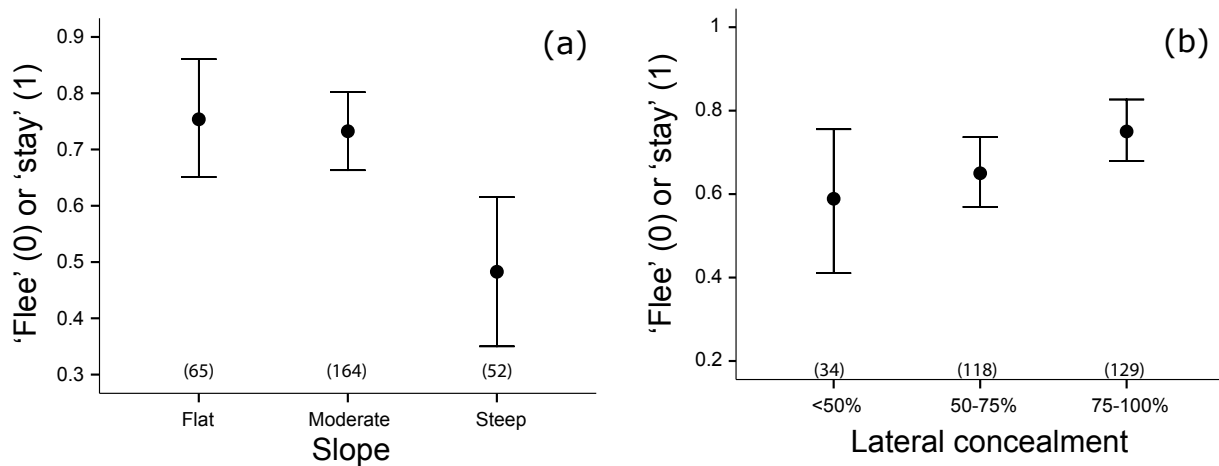 (a)
'Flee' (0) or 'stay' (1)
0.9
0.8
0.7
0.6
0.5
0.4
0.3
(65) (164) (52)
Flat Moderate Steep
Slope
(b)
'Flee' (0) or 'stay' (1)
1
0.8
0.6
0.4
0.2
(34) (118) (129)
<50% 50-75% 75-100%
Lateral concealment